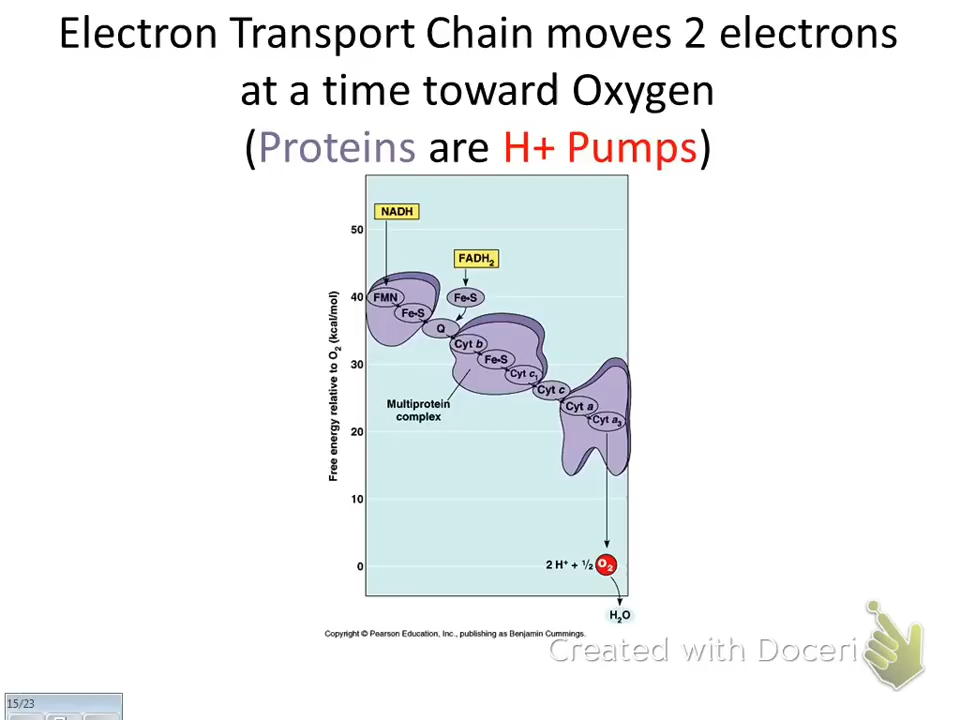 Electron Transport Chain moves 2 electrons
at a time toward Oxygen
(Proteins are H+ Pumps)
NADH
50
FADH₂
40
FMN
Fe•S
Fe•S
Q
Cyt b
30
Fe•S
Cyt c₁
Cyt c
Multiprotein
complex
Cyt a
Cyt a₃
20
10
0
Free energy relative to O₂ (kcal/mol)
2 H⁺ + ½ O₂
H₂O
Copyright © Pearson Education, Inc., publishing as Benjamin Cummings.
Created with Doceri
15/23